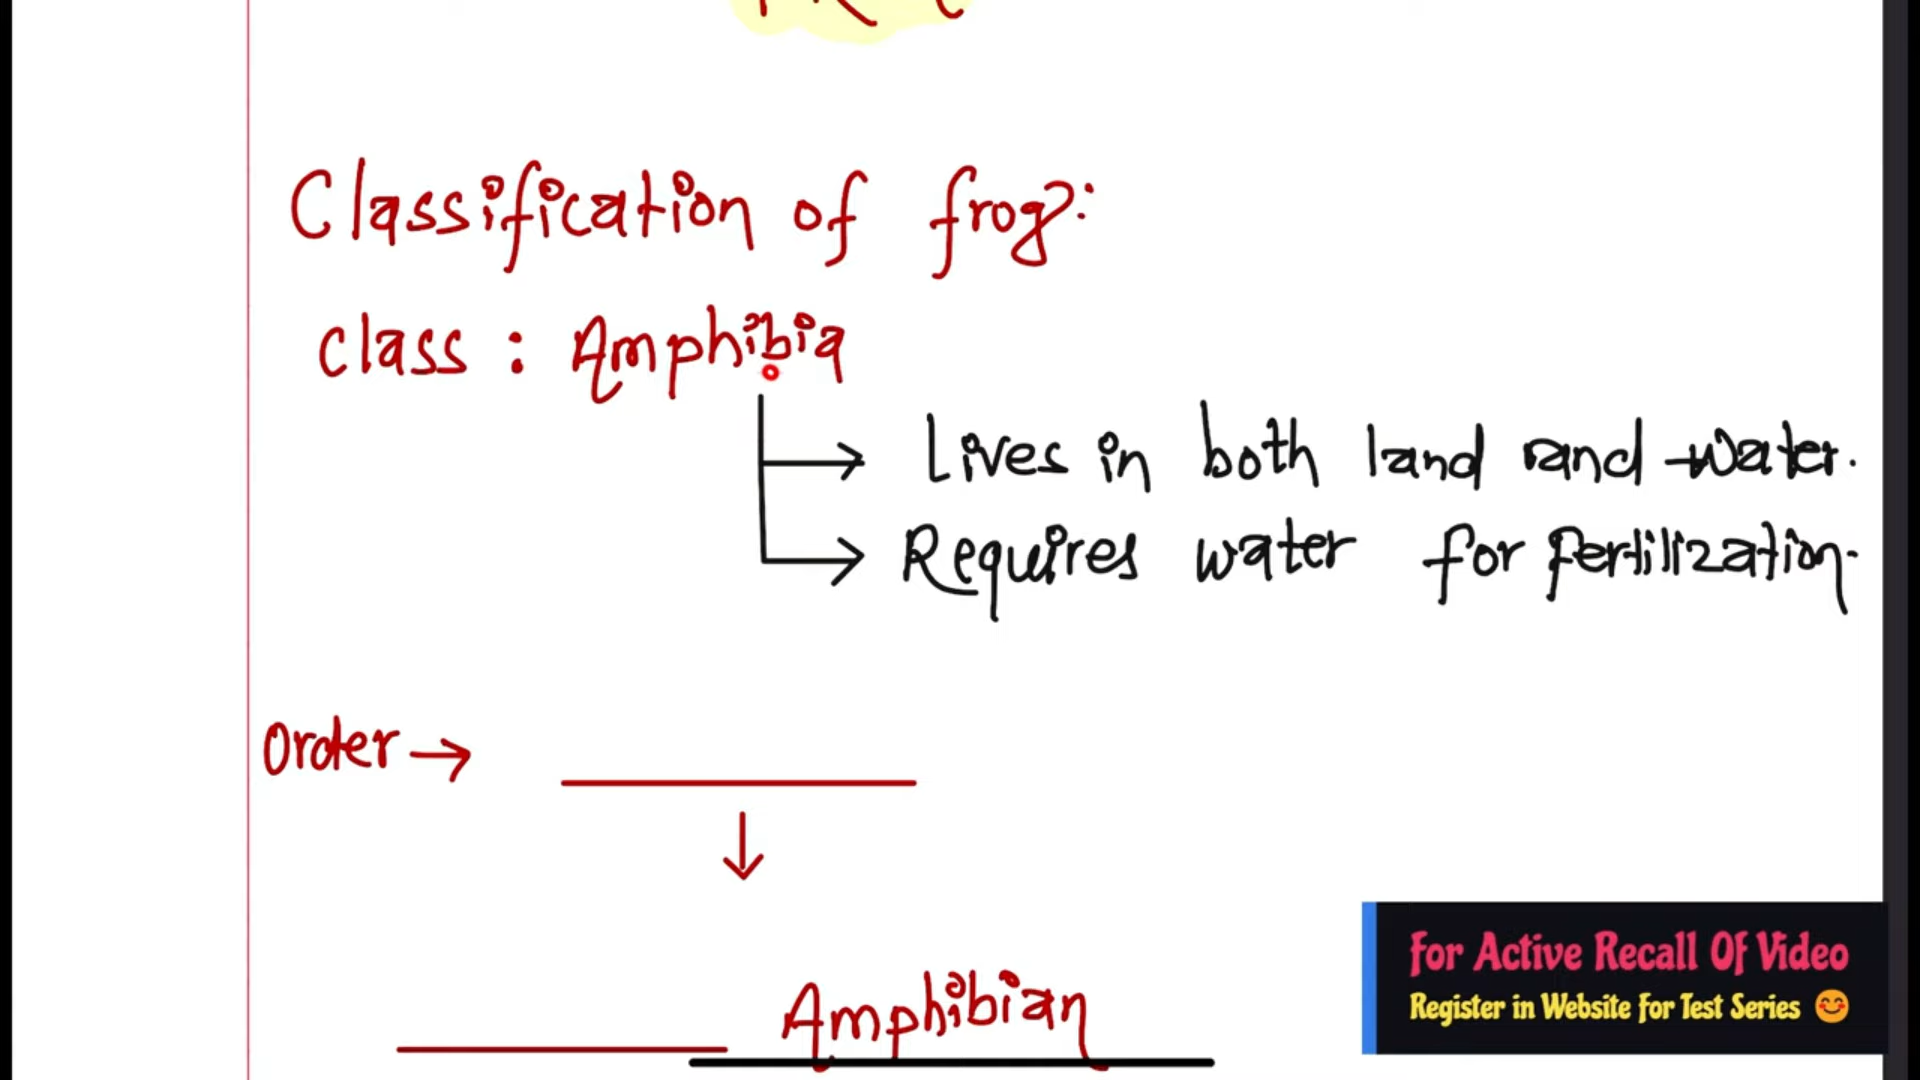 Classification of frog:
Class : Amphibia
Lives in both land and water.
Requires water for fertilization.
Order →
Amphibian
For Active Recall Of Video
Register in Website for Test Series 😊